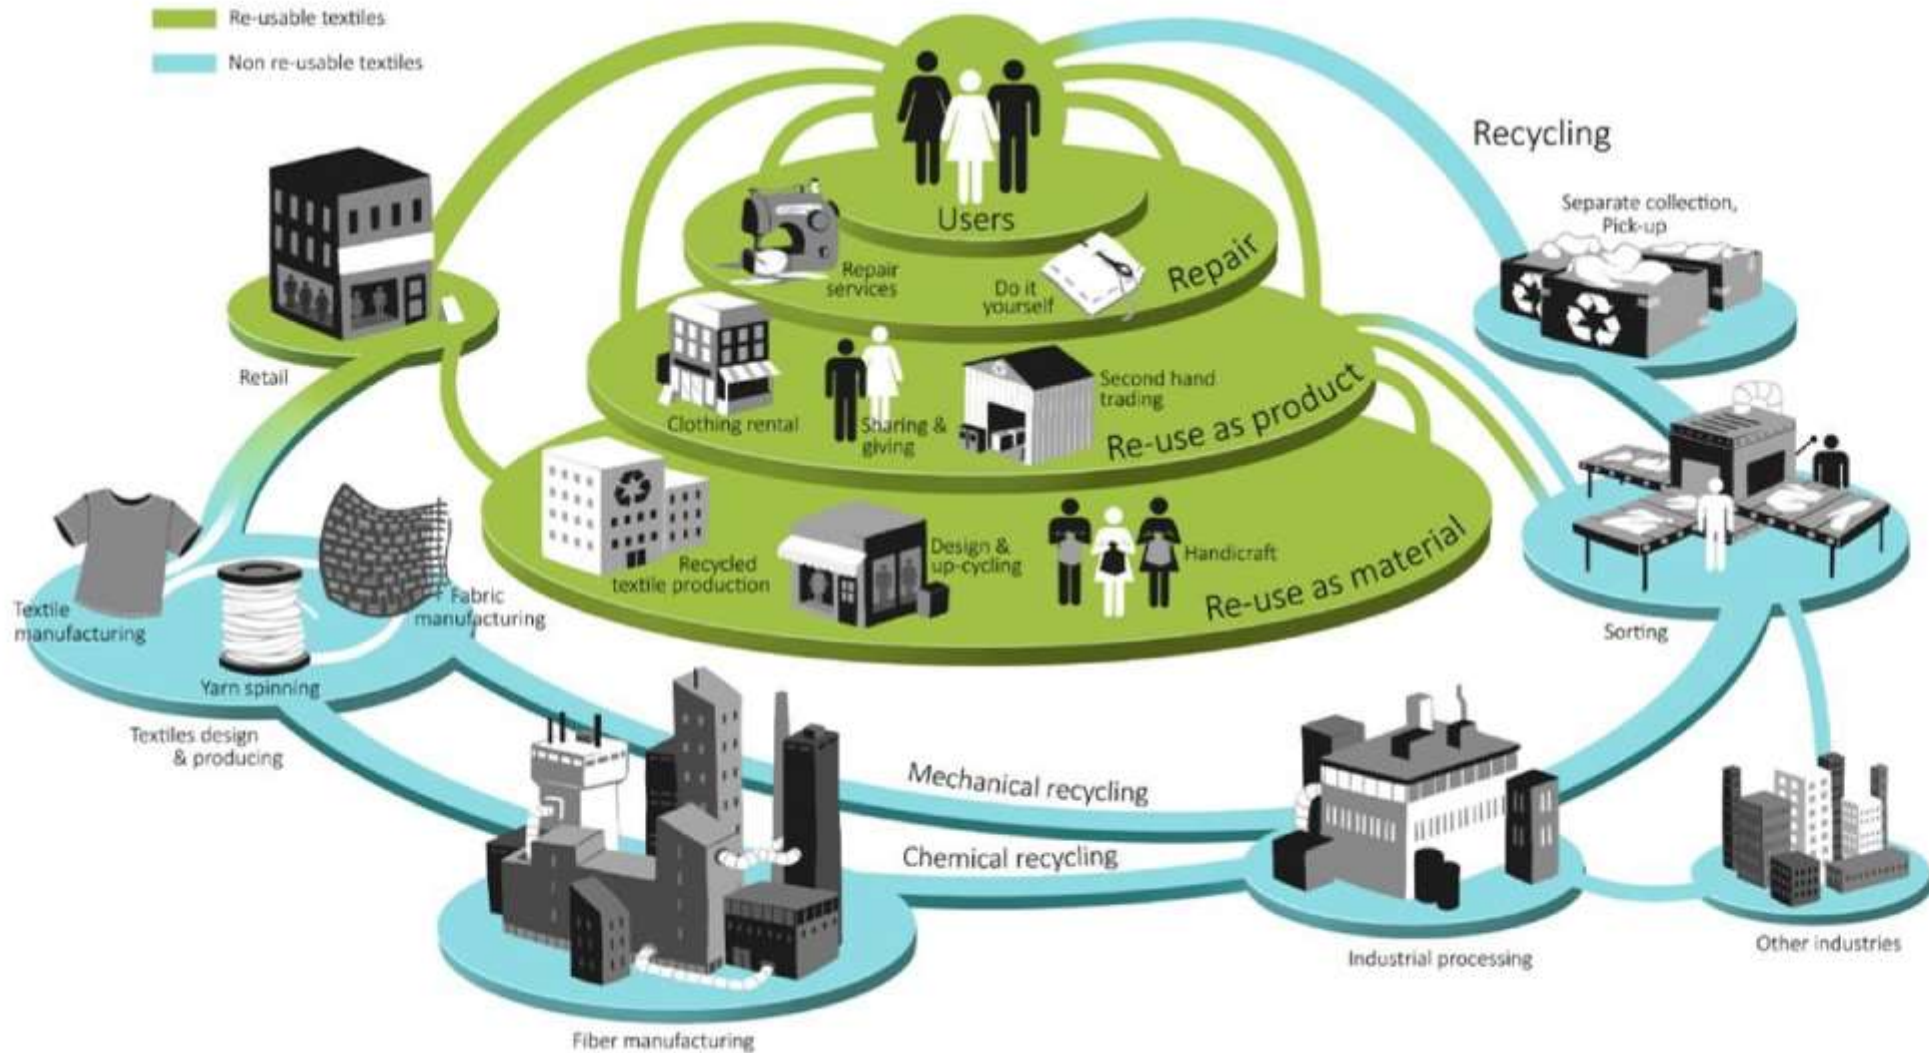 Re-usable textiles
Non re-usable textiles
Recycling
Separate collection,
Pick-up
Users
Repair
services
Do it
yourself
Repair
Retail
Clothing rental
Sharing &
giving
Second hand
trading
Re-use as product
Recycled
textile production
Design &
up-cycling
Handicraft
Re-use as material
Sorting
Textile
manufacturing
Fabric
manufacturing
Yarn spinning
Textiles design
& producing
Mechanical recycling
Chemical recycling
Fiber manufacturing
Industrial processing
Other industries